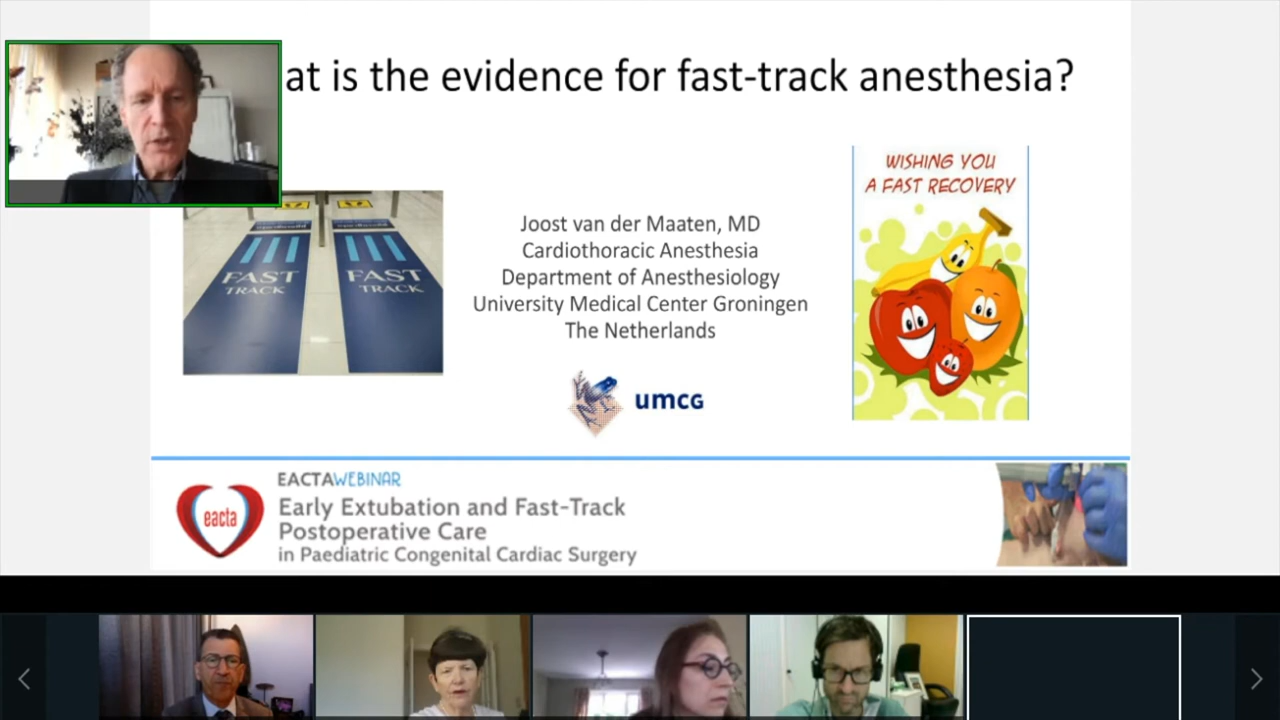 at is the evidence for fast-track anesthesia?
WISHING YOU
A FAST RECOVERY
Joost van der Maaten, MD
Cardiothoracic Anesthesia
Department of Anesthesiology
University Medical Center Groningen
The Netherlands
FAST
TRACK
FAST
TRACK
umcg
eacta
EACTAWEBINAR
Early Extubation and Fast-Track
Postoperative Care
in Paediatric Congenital Cardiac Surgery